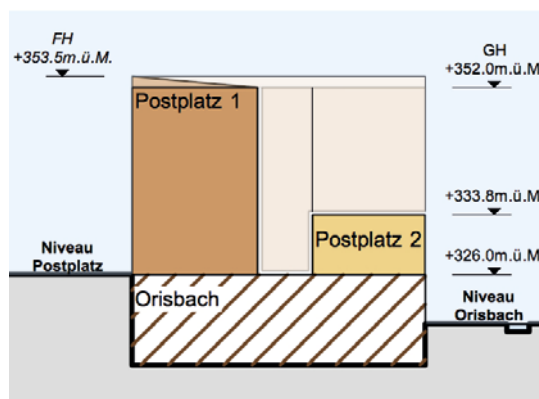 FH
+353.5m.ü.M.
GH
+352.0m.ü.M
Postplatz 1
+333.8m.ü.M
Postplatz 2
+326.0m.ü.M
Niveau
Postplatz
Orisbach
Niveau
Orisbach